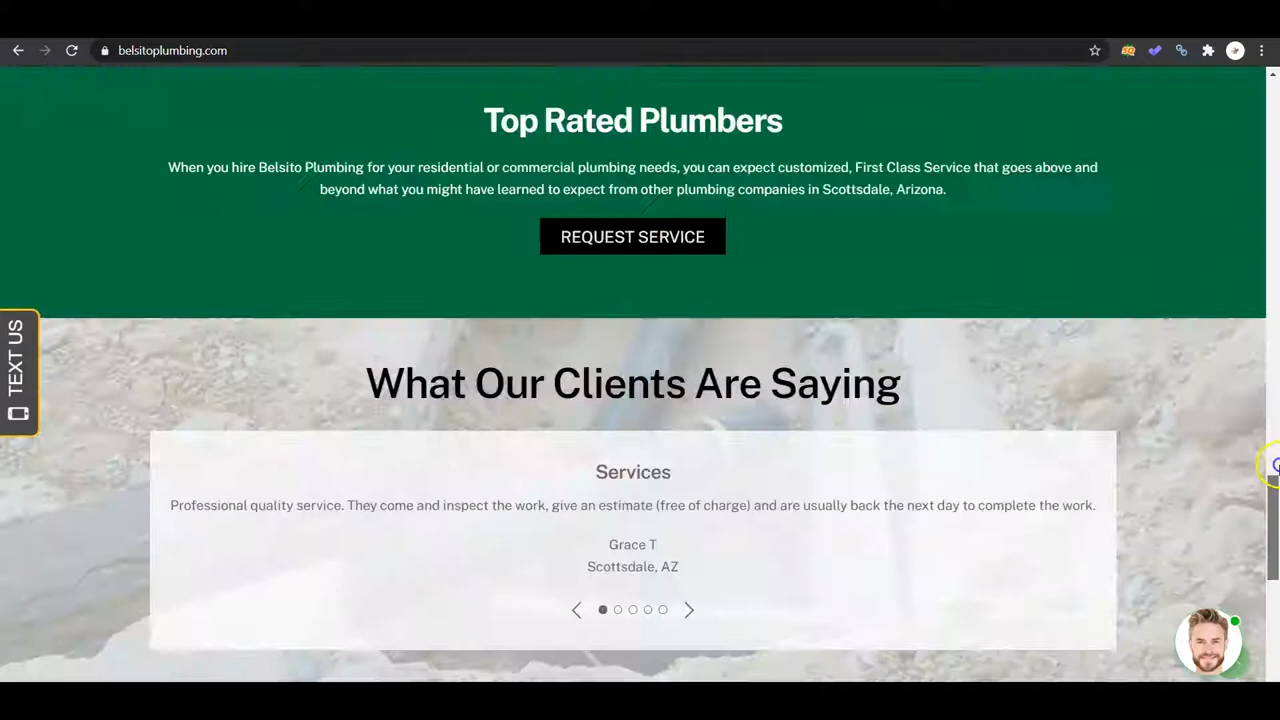 belsitoplumbing.com
Top Rated Plumbers
When you hire Belsito Plumbing for your residential or commercial plumbing needs, you can expect customized, First Class Service that goes above and
beyond what you might have learned to expect from other plumbing companies in Scottsdale, Arizona.
REQUEST SERVICE
TEXT US
What Our Clients Are Saying
Services
Professional quality service. They come and inspect the work, give an estimate (free of charge) and are usually back the next day to complete the work.
Grace T
Scottsdale, AZ